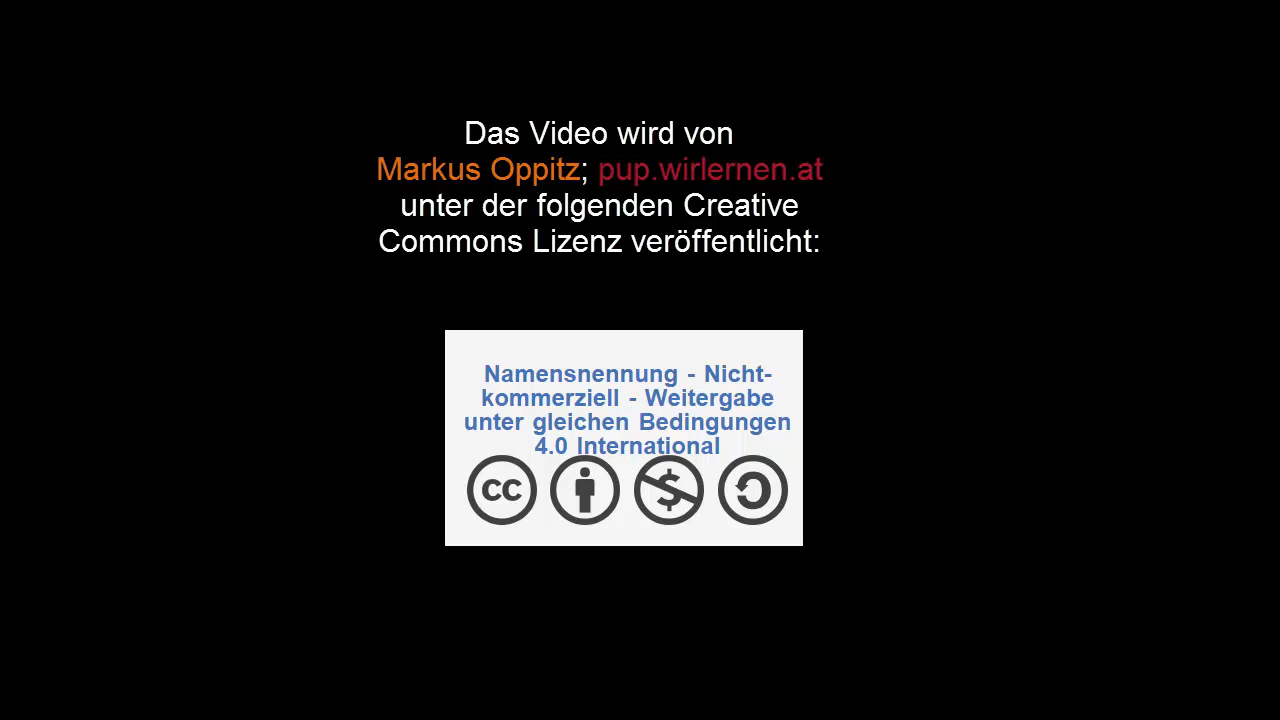 Das Video wird von
Markus Oppitz; pup.wirlernen.at
unter der folgenden Creative
Commons Lizenz veröffentlicht:
Namensnennung - Nicht-
kommerziell - Weitergabe
unter gleichen Bedingungen
4.0 International
cc
$